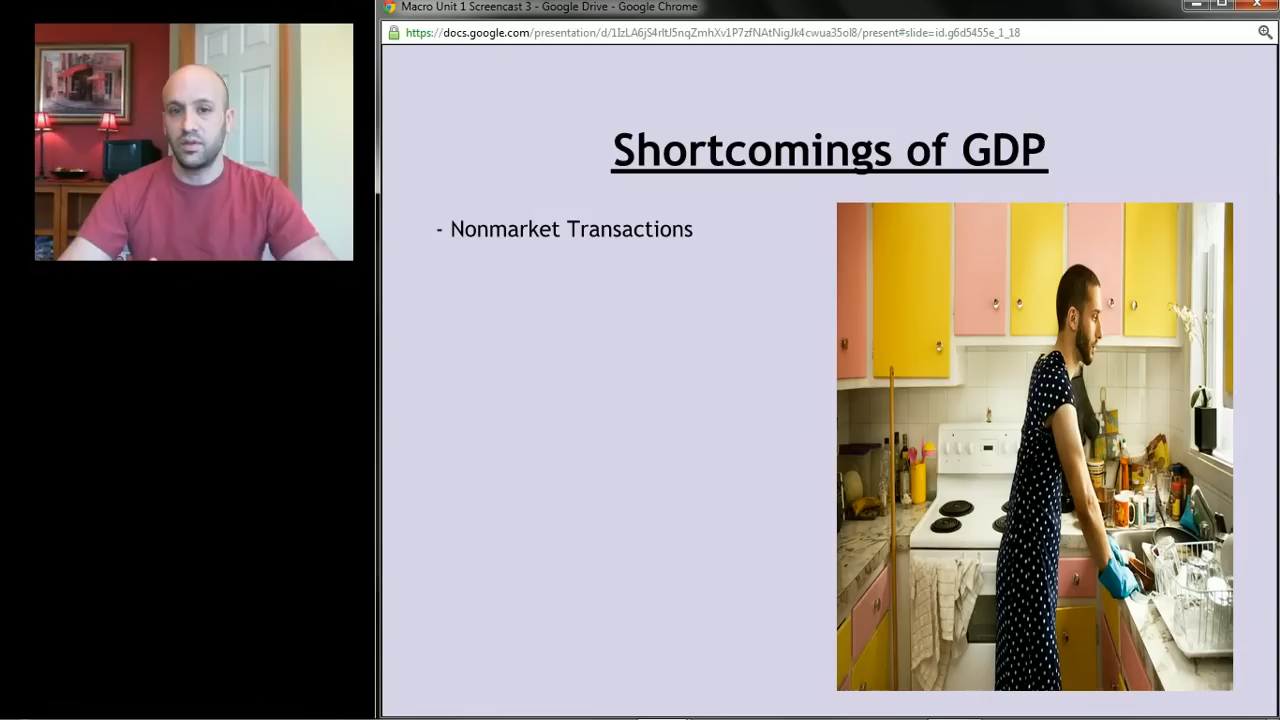 Macro Unit 1 Screencast 3 - Google Drive - Google Chrome
https://docs.google.com/presentation/d/1IzLA6jS4rltJ5nqZmhXv1P7zfNAtNigJk4cwua35ol8/present#slide=id.g6d5455e_1_18
Shortcomings of GDP
- Nonmarket Transactions